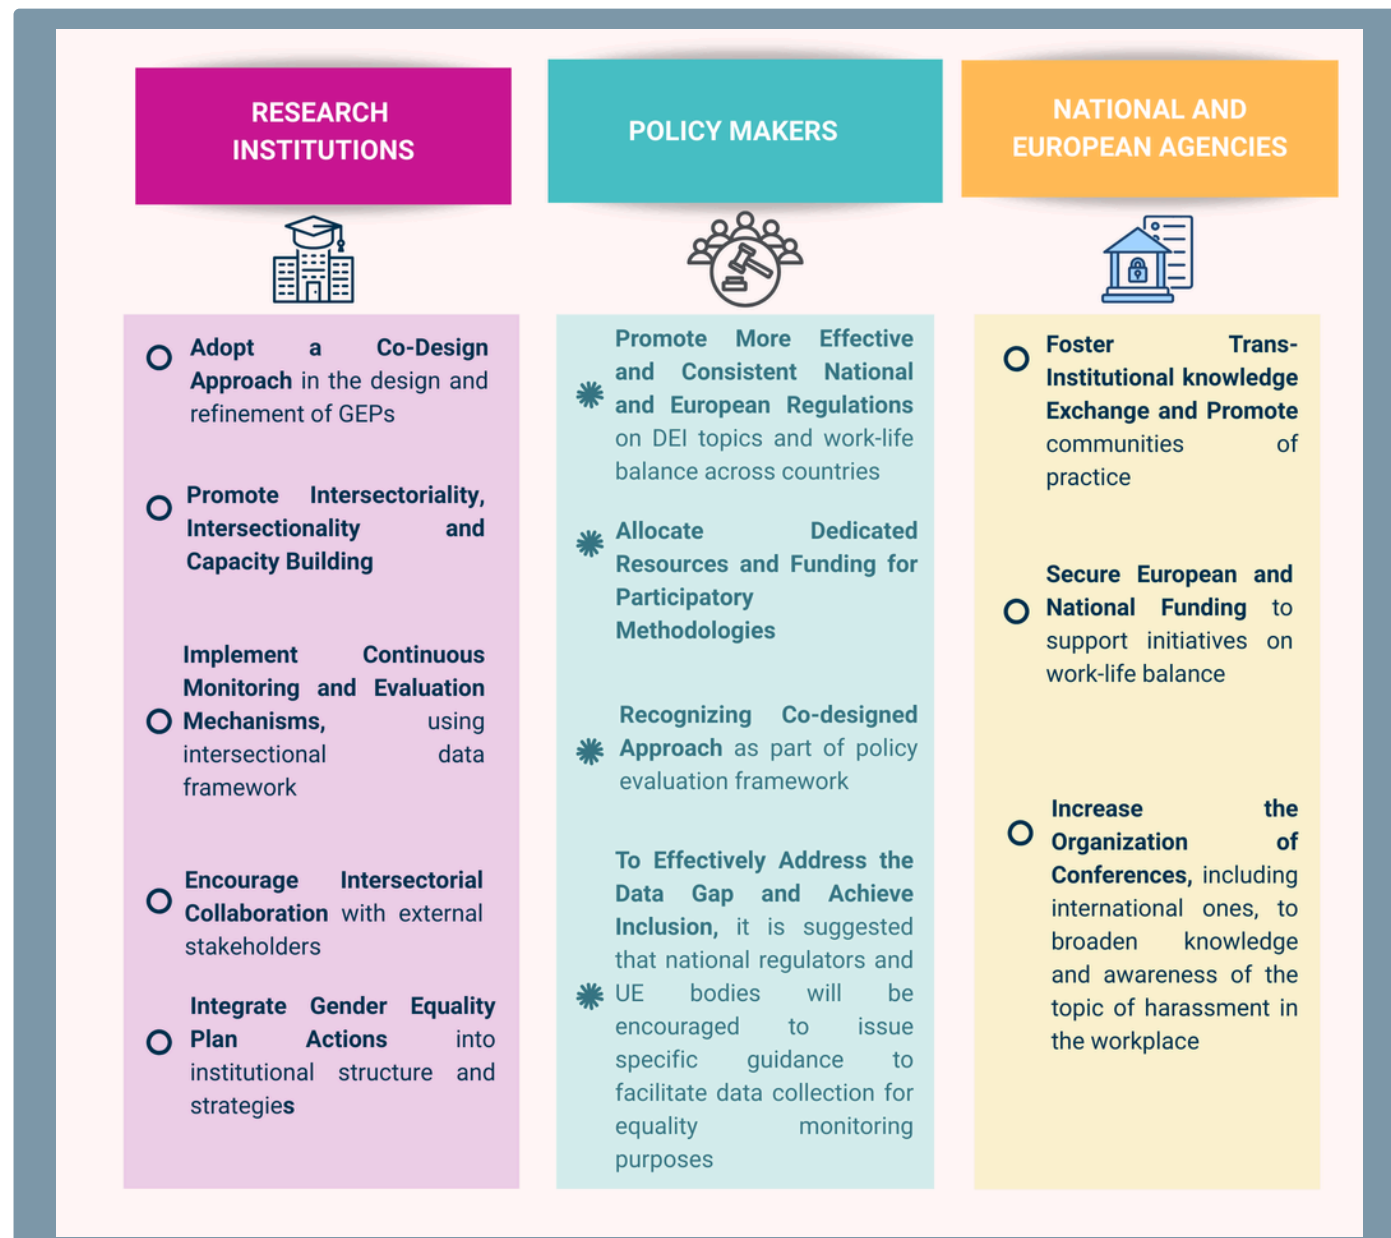 RESEARCH
INSTITUTIONS
Adopt a Co-Design
Approach in the design and
refinement of GEPs
Promote Intersectoriality,
Intersectionality and
Capacity Building
Implement Continuous
Monitoring and Evaluation
Mechanisms, using
intersectional data
framework
Encourage Intersectorial
Collaboration with external
stakeholders
Integrate Gender Equality
Plan Actions into
institutional structure and
strategies
POLICY MAKERS
Promote More Effective
and Consistent National
and European Regulations
on DEI topics and work-life
balance across countries
Allocate Dedicated
Resources and Funding for
Participatory
Methodologies
Recognizing Co-designed
Approach as part of policy
evaluation framework
To Effectively Address the
Data Gap and Achieve
Inclusion, it is suggested
that national regulators and
UE bodies will be
encouraged to issue
specific guidance to
facilitate data collection for
equality monitoring
purposes
NATIONAL AND
EUROPEAN AGENCIES
Foster Trans-
Institutional knowledge
Exchange and Promote
communities of
practice
Secure European and
National Funding to
support initiatives on
work-life balance
Increase the
Organization of
Conferences, including
international ones, to
broaden knowledge
and awareness of the
topic of harassment in
the workplace